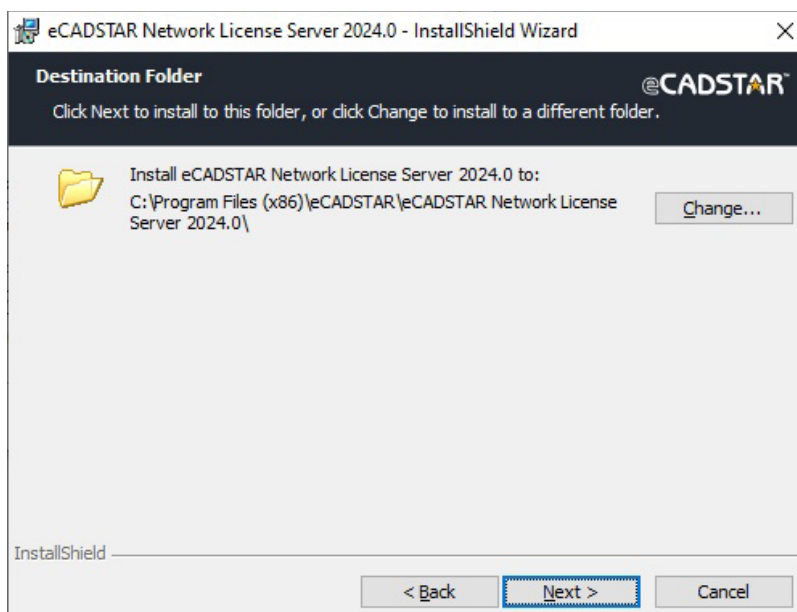 eCADSTAR Network License Server 2024.0 - InstallShield Wizard
Destination Folder
eCADSTAR
Click Next to install to this folder, or click Change to install to a different folder.
Install eCADSTAR Network License Server 2024.0 to:
C:\Program Files (x86)\eCADSTAR\eCADSTAR Network License
Server 2024.0\
Change...
InstallShield
< Back
Next >
Cancel